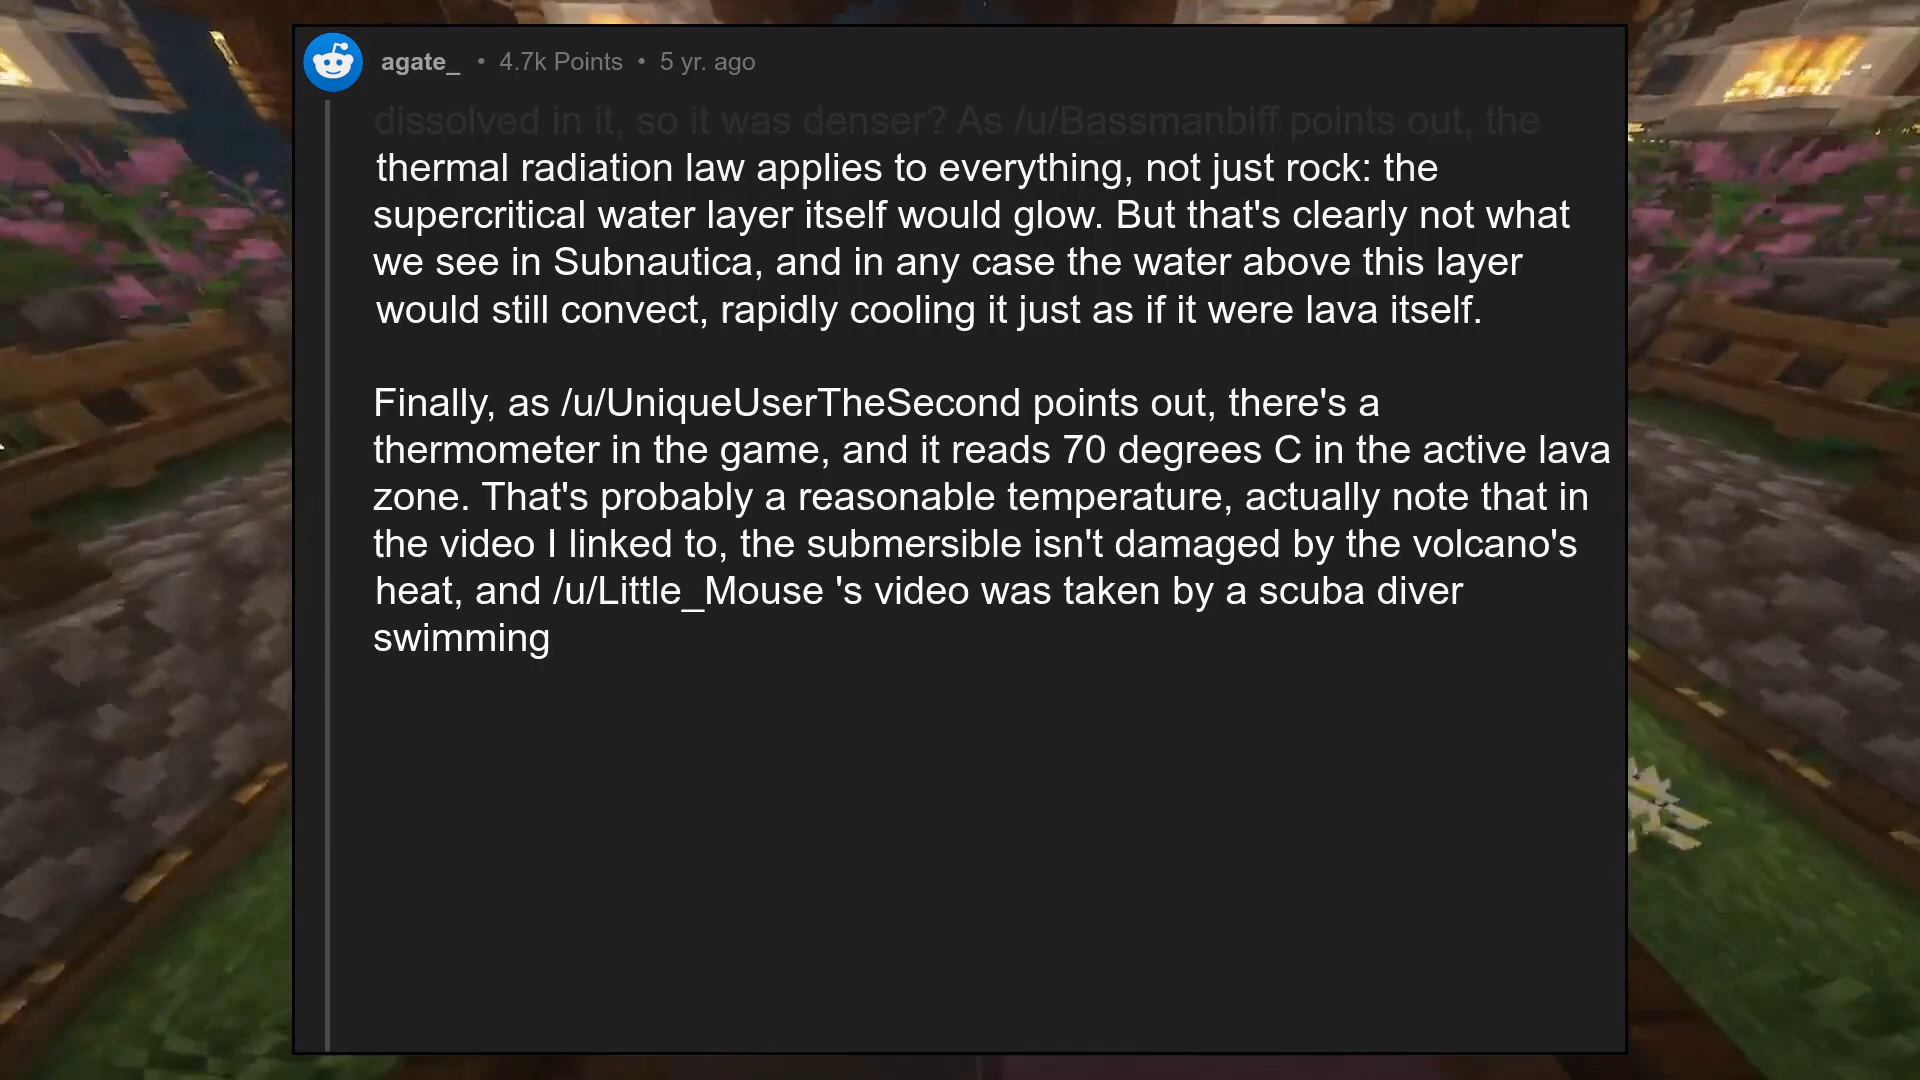 agate_ • 4.7k Points • 5 yr. ago
dissolved in it, so it was denser? As /u/Bassmanbiff points out, the
thermal radiation law applies to everything, not just rock: the
supercritical water layer itself would glow. But that's clearly not what
we see in Subnautica, and in any case the water above this layer
would still convect, rapidly cooling it just as if it were lava itself.
Finally, as /u/UniqueUserTheSecond points out, there's a
thermometer in the game, and it reads 70 degrees C in the active lava
zone. That's probably a reasonable temperature, actually note that in
the video I linked to, the submersible isn't damaged by the volcano's
heat, and /u/Little_Mouse 's video was taken by a scuba diver
swimming